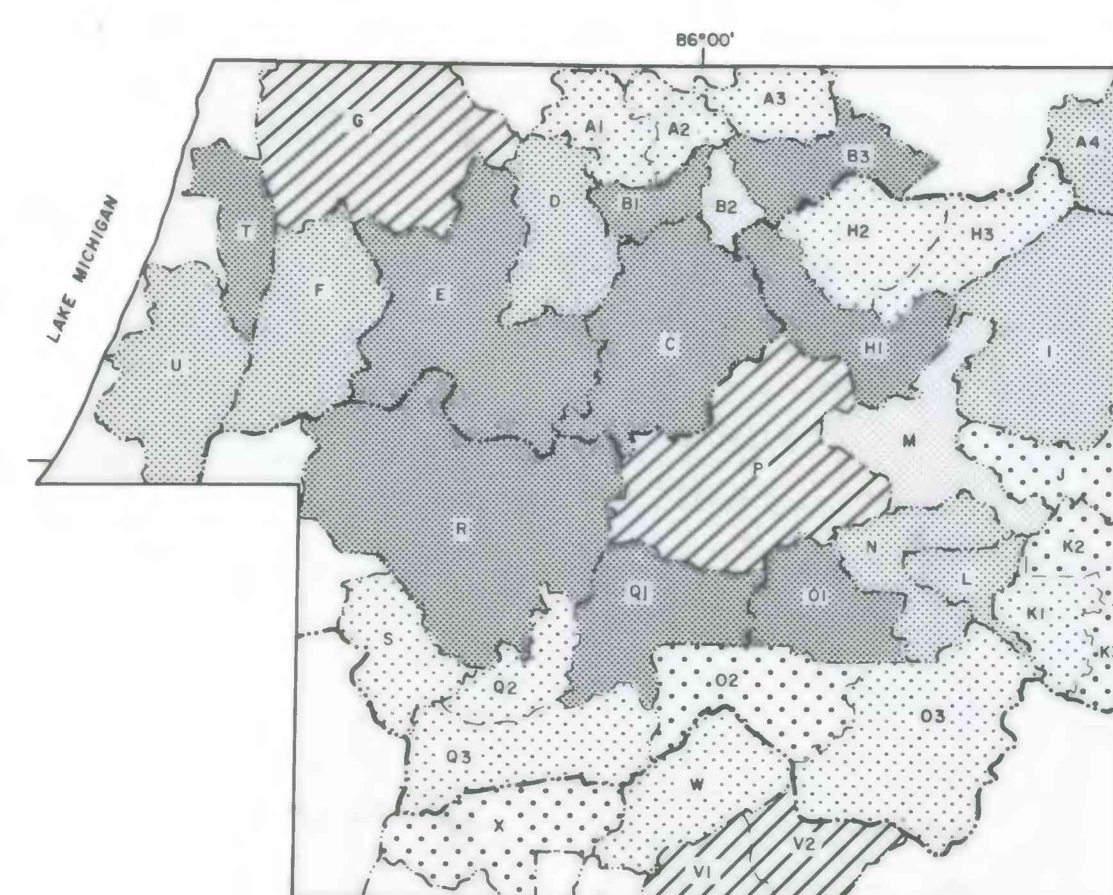 86°00'
A3
G
A1
A2
A4
B3
D
B1
B2
T
H2
H3
LAKE MICHIGAN
F
E
C
H1
I
U
M
P
J
R
N
K2
L
Q1
O1
K1
S
K
Q2
O2
O3
Q3
W
X
V2
V1